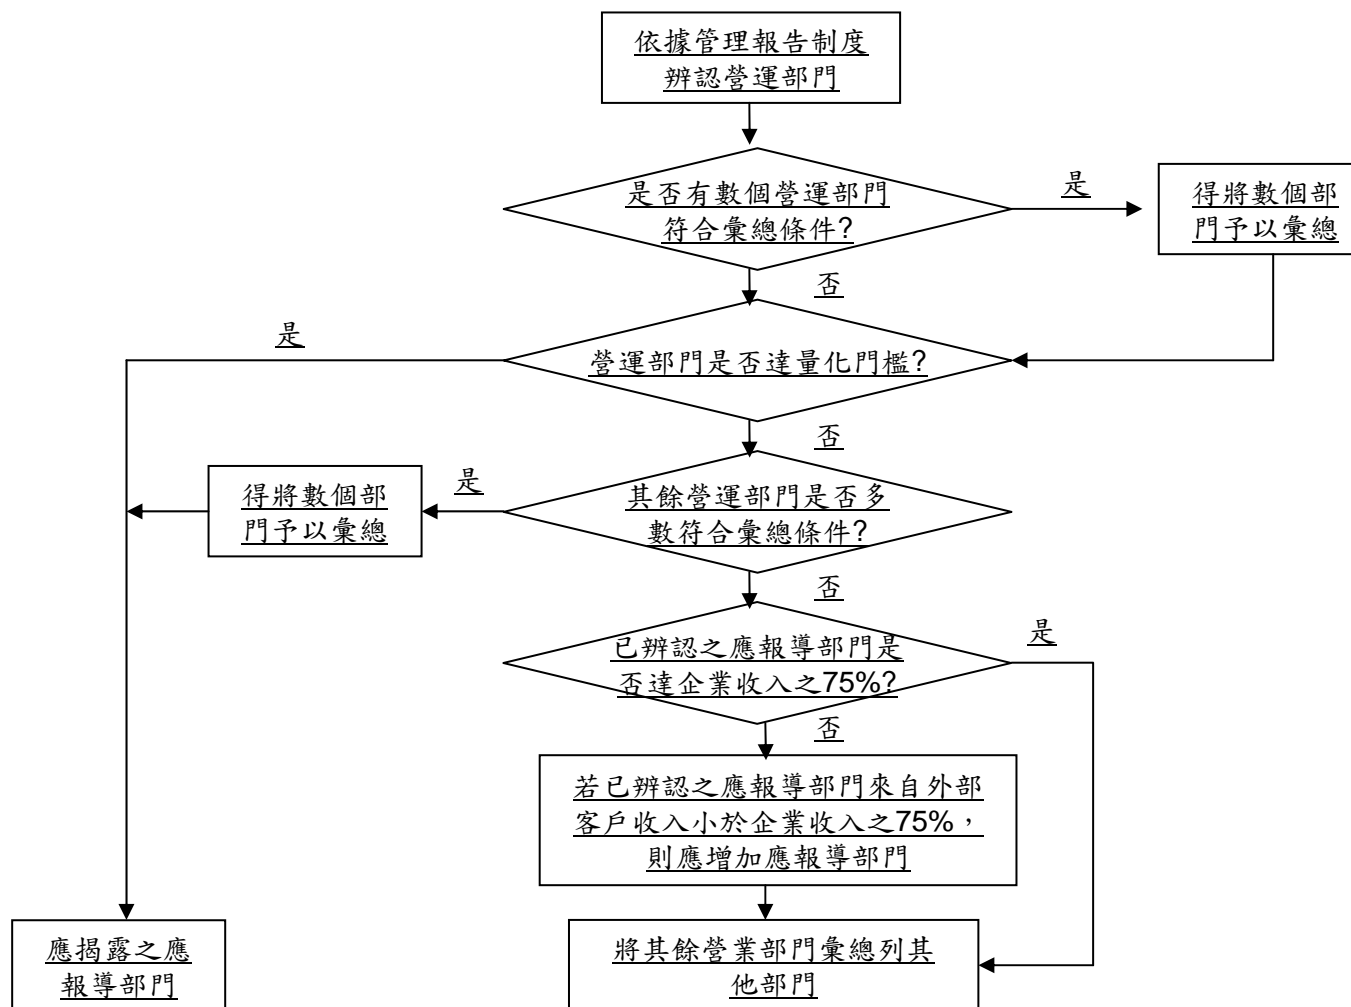 依據管理報告制度
辨認營運部門
是否有數個營運部門
符合彙總條件?
是
得將數個部
門予以彙總
否
是
營運部門是否達量化門檻?
否
得將數個部
門予以彙總
是
其餘營運部門是否多
數符合彙總條件?
否
已辨認之應報導部門是
否達企業收入之75%?
是
否
若已辨認之應報導部門來自外部
客戶收入小於企業收入之75%，
則應增加應報導部門
應揭露之應
報導部門
將其餘營業部門彙總列其
他部門